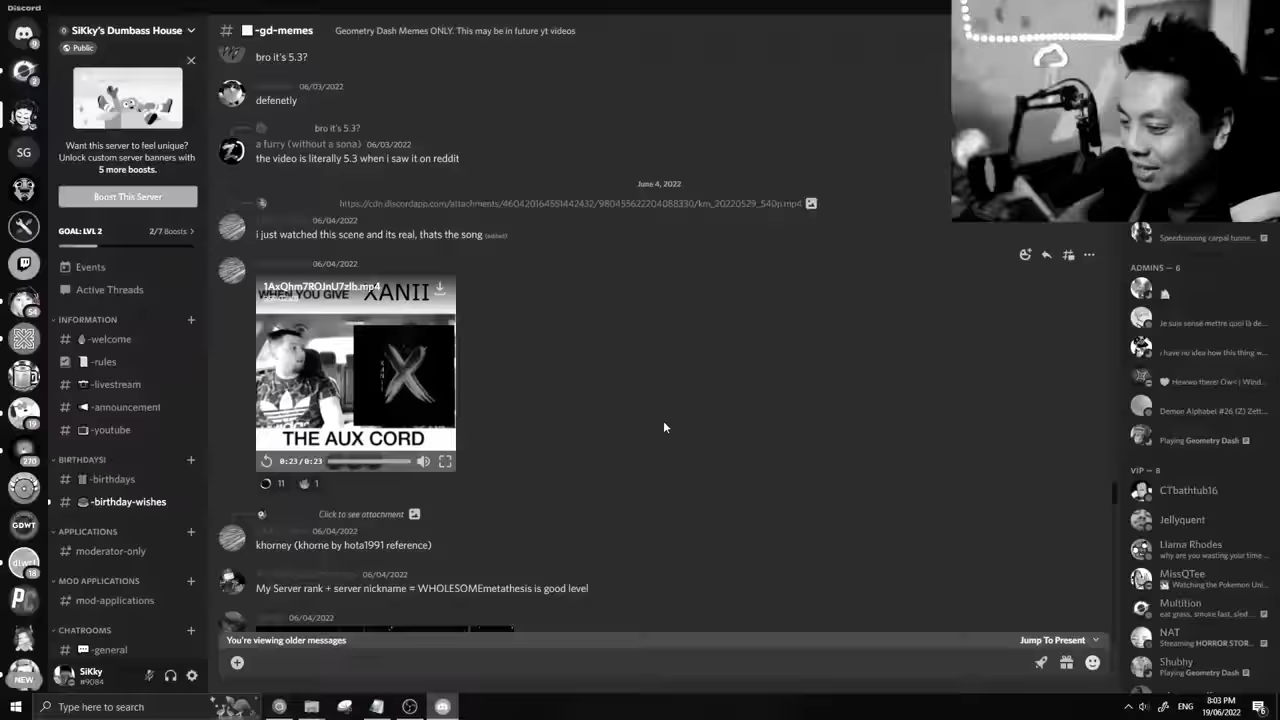 Discord
SiKky's Dumbass House
Public
Want this server to feel unique?
Unlock custom server banners with
5 more boosts.
Boost This Server
GOAL: LVL 2
2/7 Boosts
Events
Active Threads
INFORMATION
-welcome
-rules
-livestream
-announcement
-youtube
BIRTHDAYS!
-birthdays
-birthday-wishes
APPLICATIONS
moderator-only
MOD APPLICATIONS
mod-applications
CHATROOMS
-general
SiKky
#9084
SG
GDWT
NEW
-gd-memes
Geometry Dash Memes ONLY. This may be in future yt videos
bro it's 5.3?
06/03/2022
defenetly
bro it's 5.3?
a furry (without a sona) 06/03/2022
the video is literally 5.3 when i saw it on reddit
June 4, 2022
https://cdn.discordapp.com/attachments/460420164551442432/980455622204088330/km_20220529_540p.mp4
06/04/2022
i just watched this scene and its real, thats the song (edited)
06/04/2022
WHEN YOU GIVE XANII
THE AUX CORD
0:23/0:23
11 1
Click to see attachment
06/04/2022
khorney (khorne by hota1991 reference)
06/04/2022
My Server rank + server nickname = WHOLESOMEmetathesis is good level
06/04/2022
You're viewing older messages
Jump To Present
Speedrunning carpal tunne...
ADMINS — 6
Je suis sensé mettre quoi là de...
i have no idea how this thing w...
Demon Alphabet #26 (Z) Zett...
Playing Geometry Dash
VIP — 8
CTbathtub16
Jellyquent
Llama Rhodes
why are you wasting your time ...
MissQTee
Watching the Pokemon Uni...
Multition
eat grass, smoke fast, sled...
NAT
Streaming HORROR STOR...
Shubhy
Playing Geometry Dash
Type here to search
ENG
8:03 PM
19/06/2022